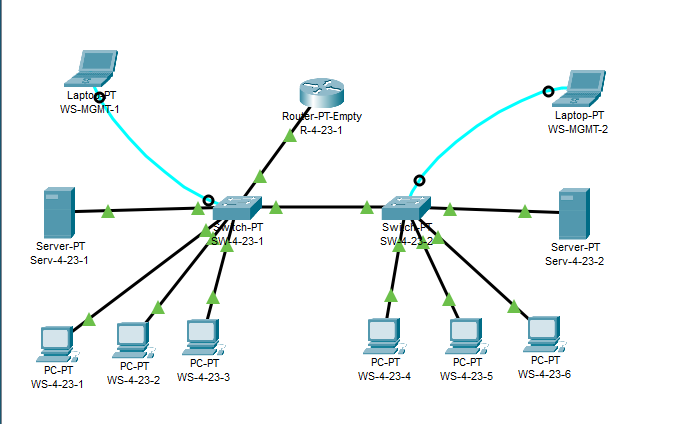 Laptop-PT
WS-MGMT-1
Router-PT-Empty
R-4-23-1
Laptop-PT
WS-MGMT-2
Switch-PT
SW-4-23-1
Switch-PT
SW-4-23-2
Server-PT
Serv-4-23-1
Server-PT
Serv-4-23-2
PC-PT
WS-4-23-1
PC-PT
WS-4-23-2
PC-PT
WS-4-23-3
PC-PT
WS-4-23-4
PC-PT
WS-4-23-5
PC-PT
WS-4-23-6